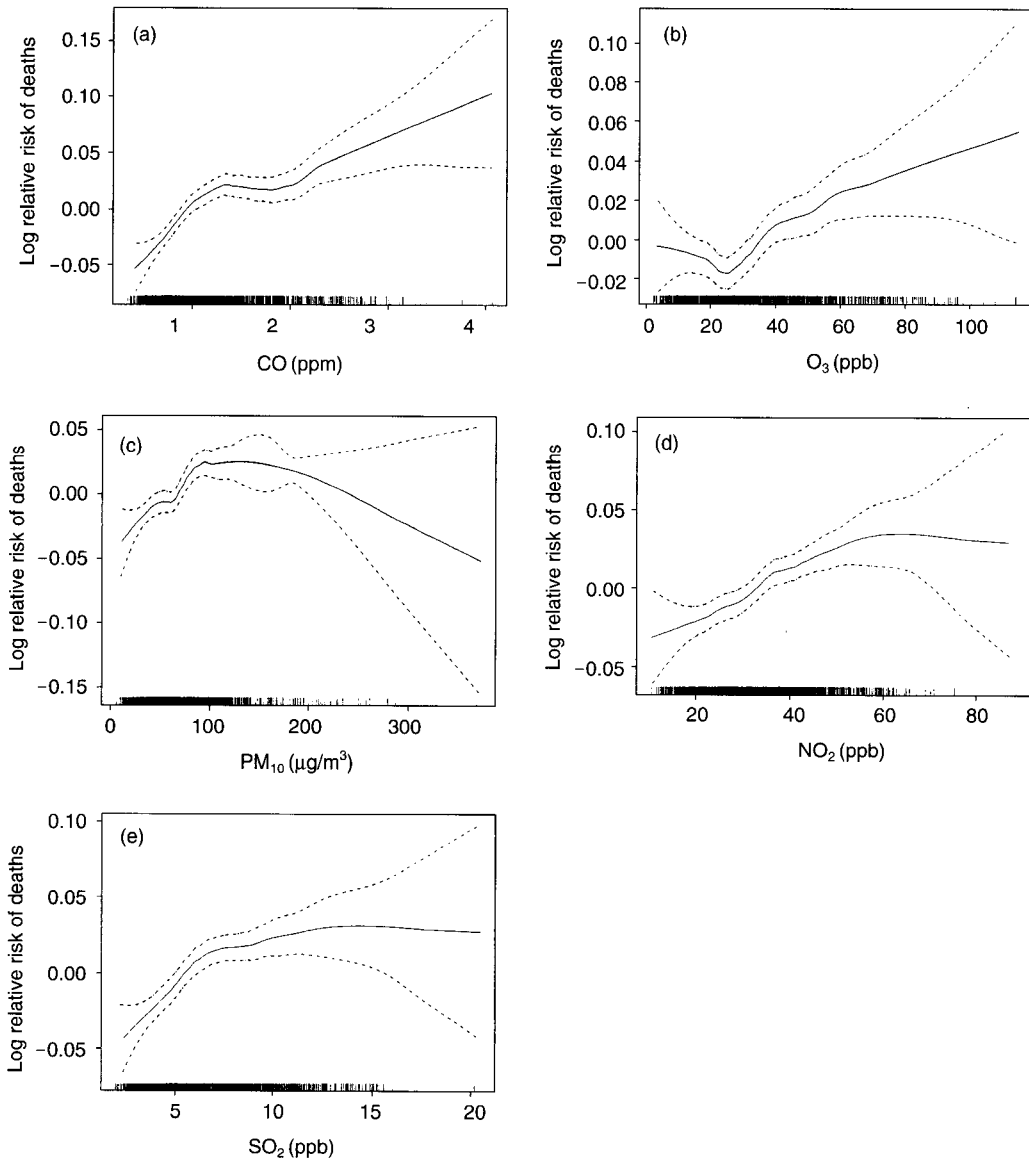 (a)
Log relative risk of deaths
0.15
0.10
0.05
0.00
−0.05
1 2 3 4
CO (ppm)
(b)
Log relative risk of deaths
0.10
0.08
0.06
0.04
0.02
0.00
−0.02
0 20 40 60 80 100
O₃ (ppb)
(c)
Log relative risk of deaths
0.05
0.00
−0.05
−0.10
−0.15
0 100 200 300
PM₁₀ (μg/m³)
(d)
Log relative risk of deaths
0.10
0.05
0.00
−0.05
20 40 60 80
NO₂ (ppb)
(e)
Log relative risk of deaths
0.10
0.05
0.00
−0.05
5 10 15 20
SO₂ (ppb)